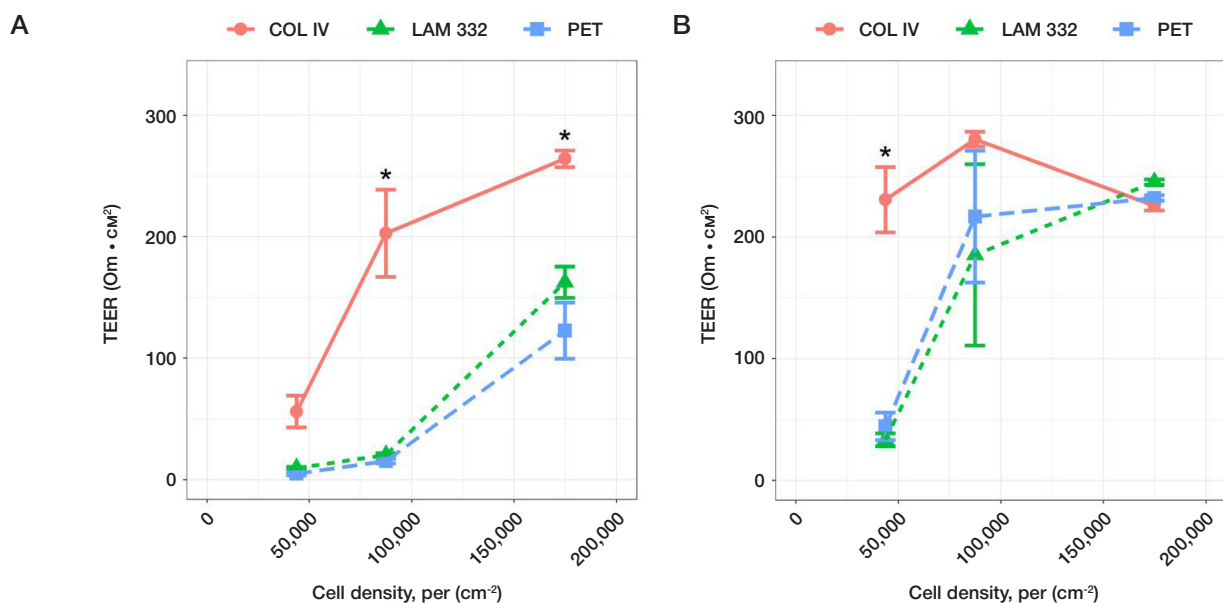 A
COL IV LAM 332 PET
300
200
100
0
TEER (Om • см²)
*
*
0
50,000
100,000
150,000
200,000
Cell density, per (cm⁻²)
B
COL IV LAM 332 PET
300
200
100
0
TEER (Om • см²)
*
0
50,000
100,000
150,000
200,000
Cell density, per (cm⁻²)